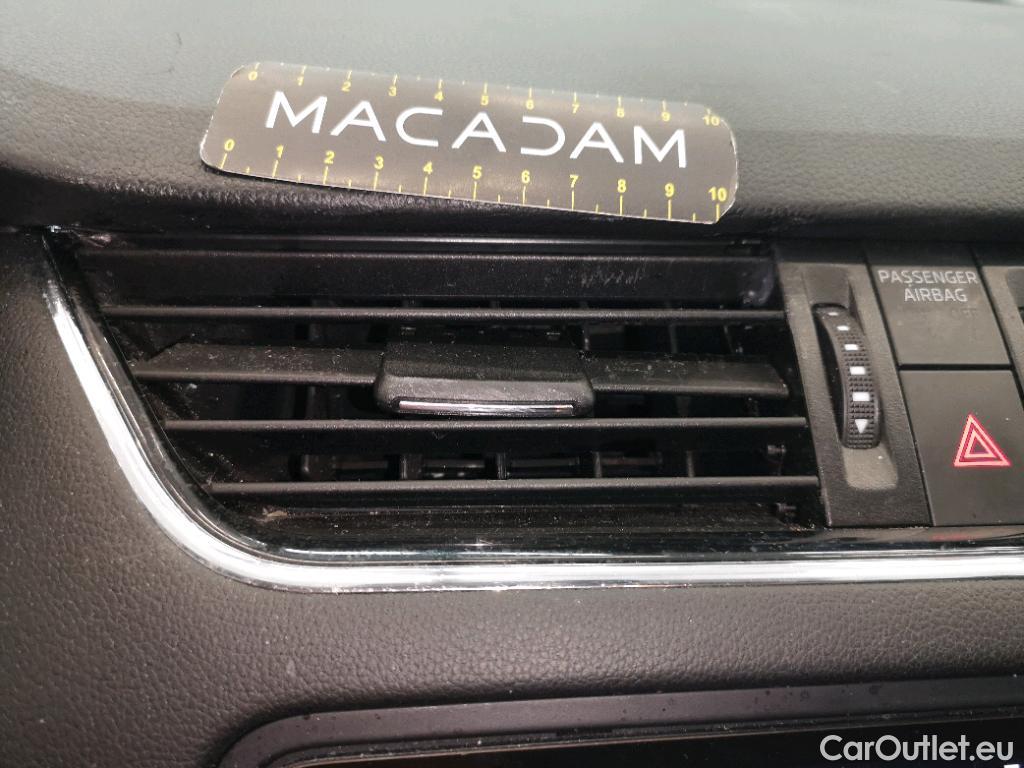 0 1 2 3 4 5 6 7 8 9 10
MACADAM
0 1 2 3 4 5 6 7 8 9 10
PASSENGER
AIRBAG
OFF
CarOutlet.eu